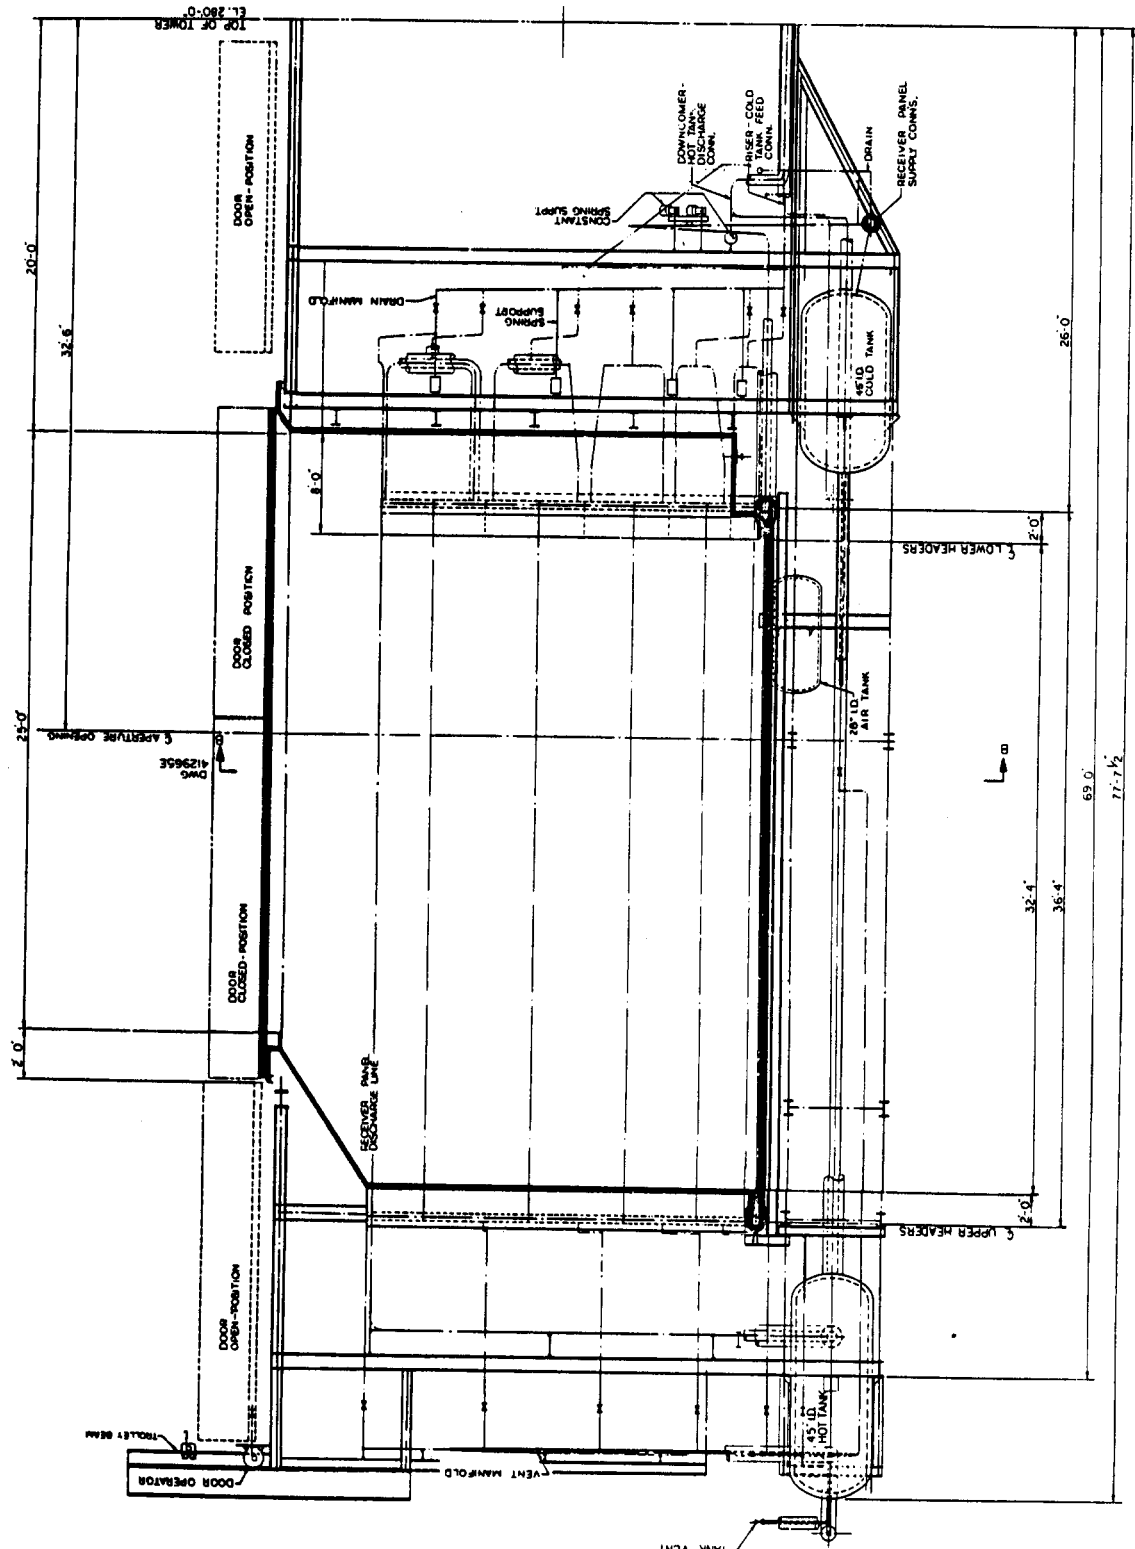 TOP OF TOWER
EL. 280'-0"
20'-0"
32'-6"
DOOR
OPEN-POSITION
DOWNCOMER-
HOT TANK
DISCHARGE
CONN.
RISER-COLD
TANK FEED
CONN.
DRAIN
RECEIVER PANEL
SUPPLY CONN'S.
CONSTANT
SPRING SUPPT.
DRAIN MANIFOLD
SPRING
SUPPORT
45" I.D.
COLD TANK
26'-0"
8'-0"
2'-0"
℄ LOWER HEADERS
DOOR
CLOSED POSITION
25'-0"
℄ APERTURE OPENING
B
DWG
412965E
28" I.D.
AIR TANK
B
69'-0"
77'-7 1/2"
32'-4"
36'-4"
DOOR
CLOSED-POSITION
2'-0"
RECEIVER PANEL
DISCHARGE LINE
2'-0"
℄ UPPER HEADERS
DOOR
OPEN-POSITION
45" I.D.
HOT TANK
TROLLEY BEAM
DOOR OPERATOR
VENT MANIFOLD
TANK VENT